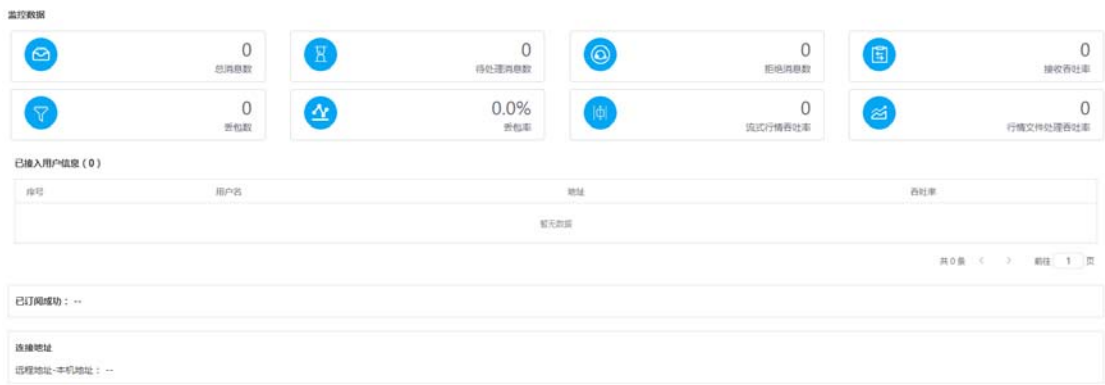 监控数据
0 0 0 0
总消息数 待处理消息数 拒绝消息数 接收吞吐率
0 0.0% 0 0
丢包数 丢包率 流式行情吞吐率 行情文件处理吞吐率
已接入用户信息 ( 0 )
序号 用户名 地址 吞吐率
暂无数据
共 0 条 < > 前往 1 页
已订阅成功： --
连接地址
远程地址-本机地址： --